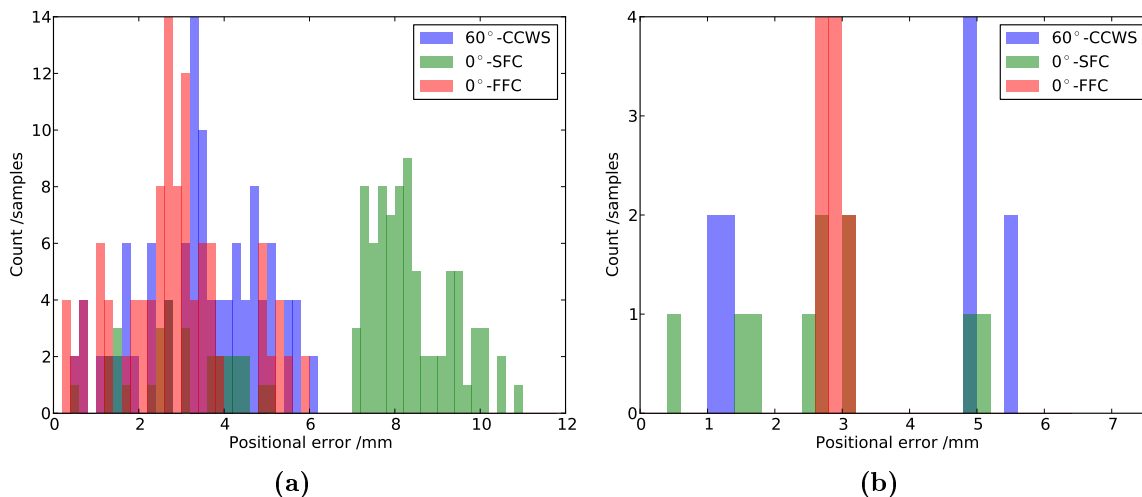 14
12
10
8
6
4
2
0
Count /samples
60°-CCWS
0°-SFC
0°-FFC
0 2 4 6 8 10 12
Positional error /mm
(a)
4
3
2
1
0
Count /samples
60°-CCWS
0°-SFC
0°-FFC
0 1 2 3 4 5 6 7
Positional error /mm
(b)